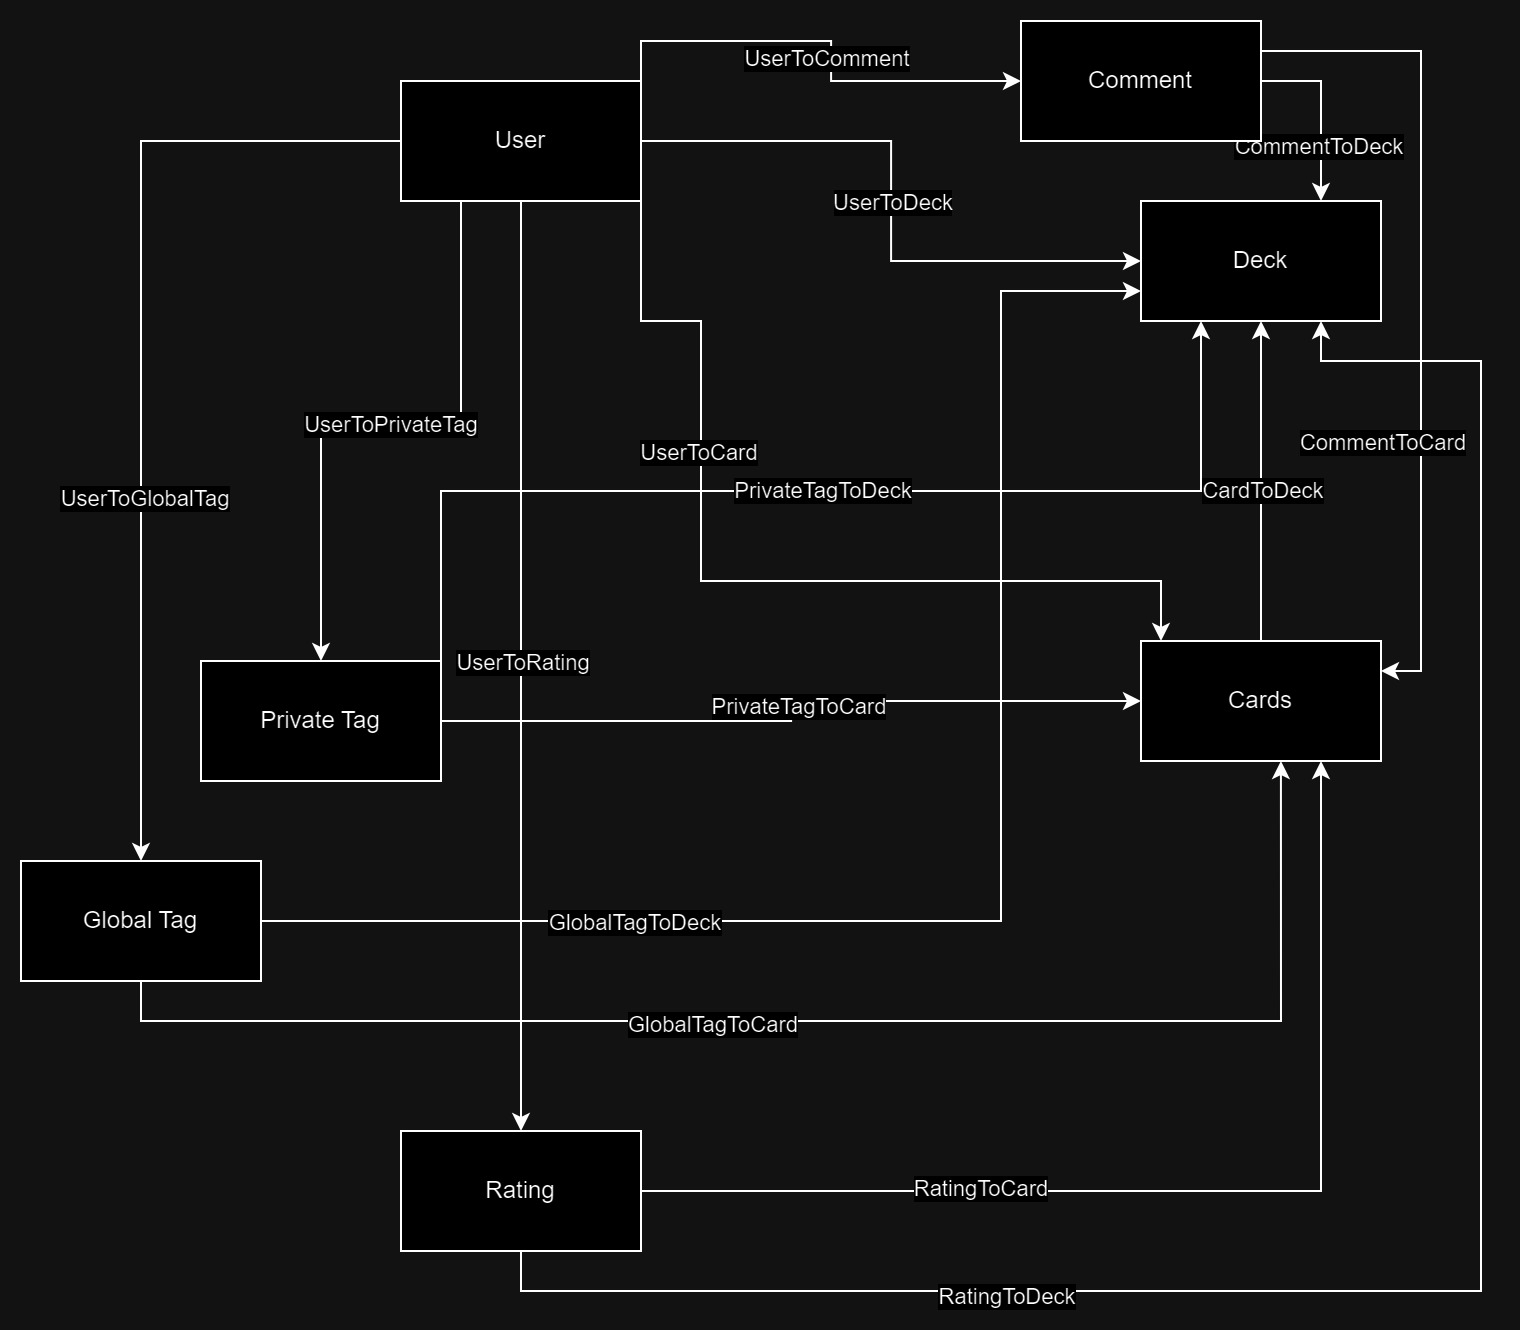 UserToComment
Comment
User
CommentToDeck
UserToDeck
Deck
UserToPrivateTag
CommentToCard
UserToCard
UserToGlobalTag
PrivateTagToDeck
CardToDeck
UserToRating
PrivateTagToCard
Cards
Private Tag
Global Tag
GlobalTagToDeck
GlobalTagToCard
Rating
RatingToCard
RatingToDeck